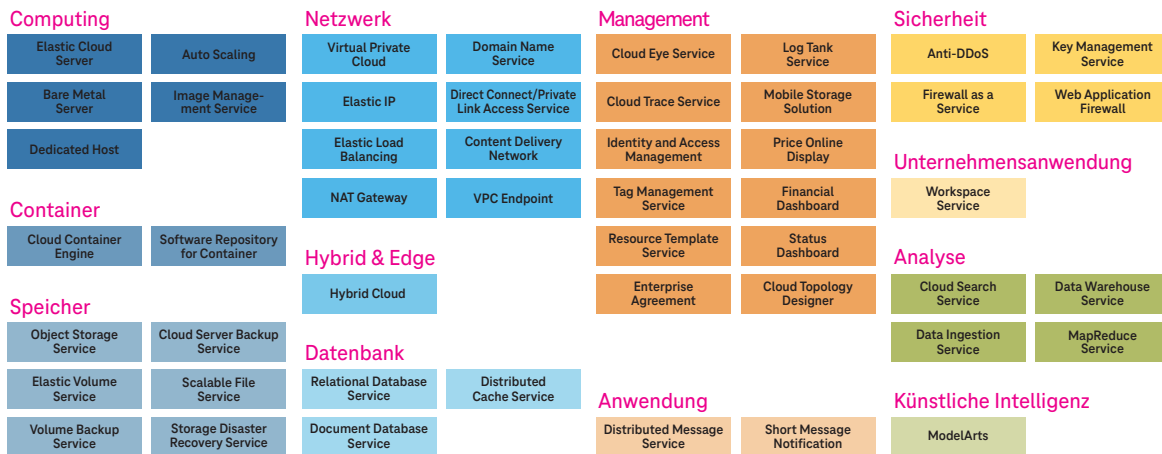 Computing
Elastic Cloud
Server
Auto Scaling
Bare Metal
Server
Image Manage-
ment Service
Dedicated Host
Container
Cloud Container
Engine
Software Repository
for Container
Speicher
Object Storage
Service
Cloud Server Backup
Service
Elastic Volume
Service
Scalable File
Service
Volume Backup
Service
Storage Disaster
Recovery Service
Netzwerk
Virtual Private
Cloud
Domain Name
Service
Elastic IP
Direct Connect/Private
Link Access Service
Elastic Load
Balancing
Content Delivery
Network
NAT Gateway
VPC Endpoint
Hybrid & Edge
Hybrid Cloud
Datenbank
Relational Database
Service
Distributed
Cache Service
Document Database
Service
Management
Cloud Eye Service
Log Tank
Service
Cloud Trace Service
Mobile Storage
Solution
Identity and Access
Management
Price Online
Display
Tag Management
Service
Financial
Dashboard
Resource Template
Service
Status
Dashboard
Enterprise
Agreement
Cloud Topology
Designer
Anwendung
Distributed Message
Service
Short Message
Notification
Sicherheit
Anti-DDoS
Key Management
Service
Firewall as a
Service
Web Application
Firewall
Unternehmensanwendung
Workspace
Service
Analyse
Cloud Search
Service
Data Warehouse
Service
Data Ingestion
Service
MapReduce
Service
Künstliche Intelligenz
ModelArts